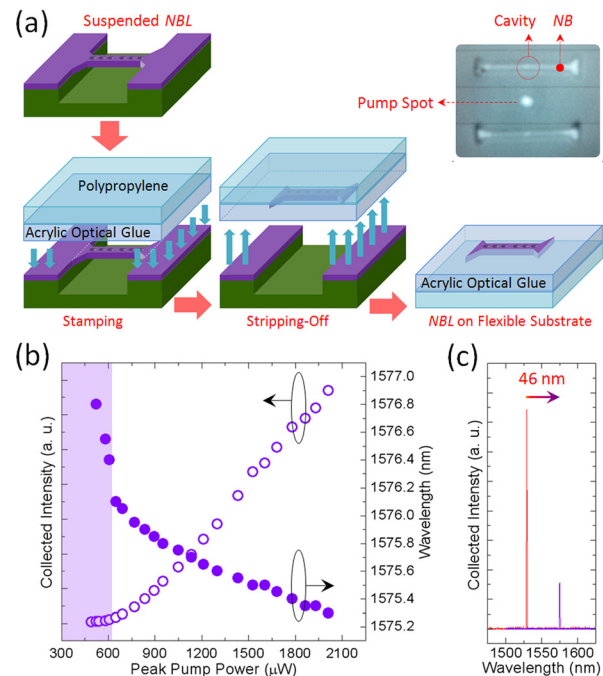 (a)
Suspended NBL
Cavity
NB
Pump Spot
Polypropylene
Acrylic Optical Glue
Stamping
Stripping-Off
Acrylic Optical Glue
NBL on Flexible Substrate
(b)
Collected Intensity (a. u.)
1577.0
1576.8
1576.6
1576.4
1576.2
1576.0
1575.8
1575.6
1575.4
1575.2
Wavelength (nm)
300 600 900 1200 1500 1800 2100
Peak Pump Power (μW)
(c)
46 nm
Collected Intensity (a. u.)
1500 1550 1600
Wavelength (nm)